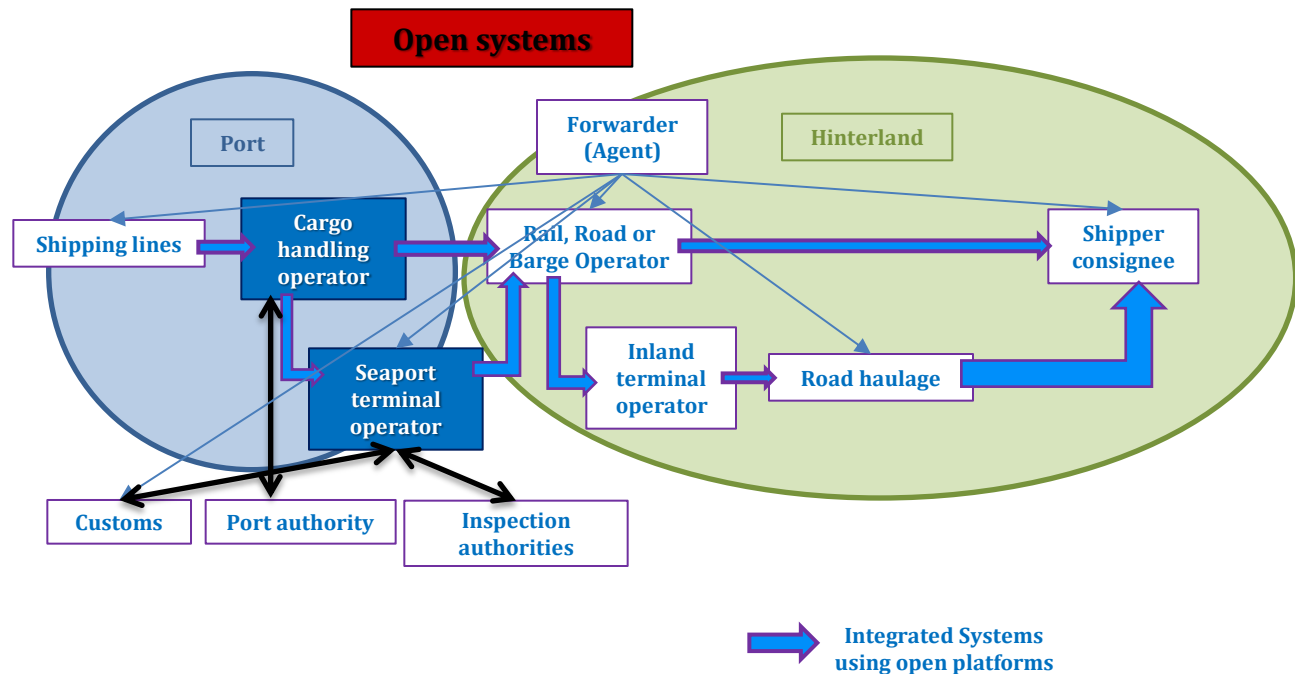 Open systems
Port
Forwarder
(Agent)
Hinterland
Shipping lines
Cargo
handling
operator
Rail, Road or
Barge Operator
Shipper
consignee
Seaport
terminal
operator
Inland
terminal
operator
Road haulage
Customs
Port authority
Inspection
authorities
Integrated Systems
using open platforms